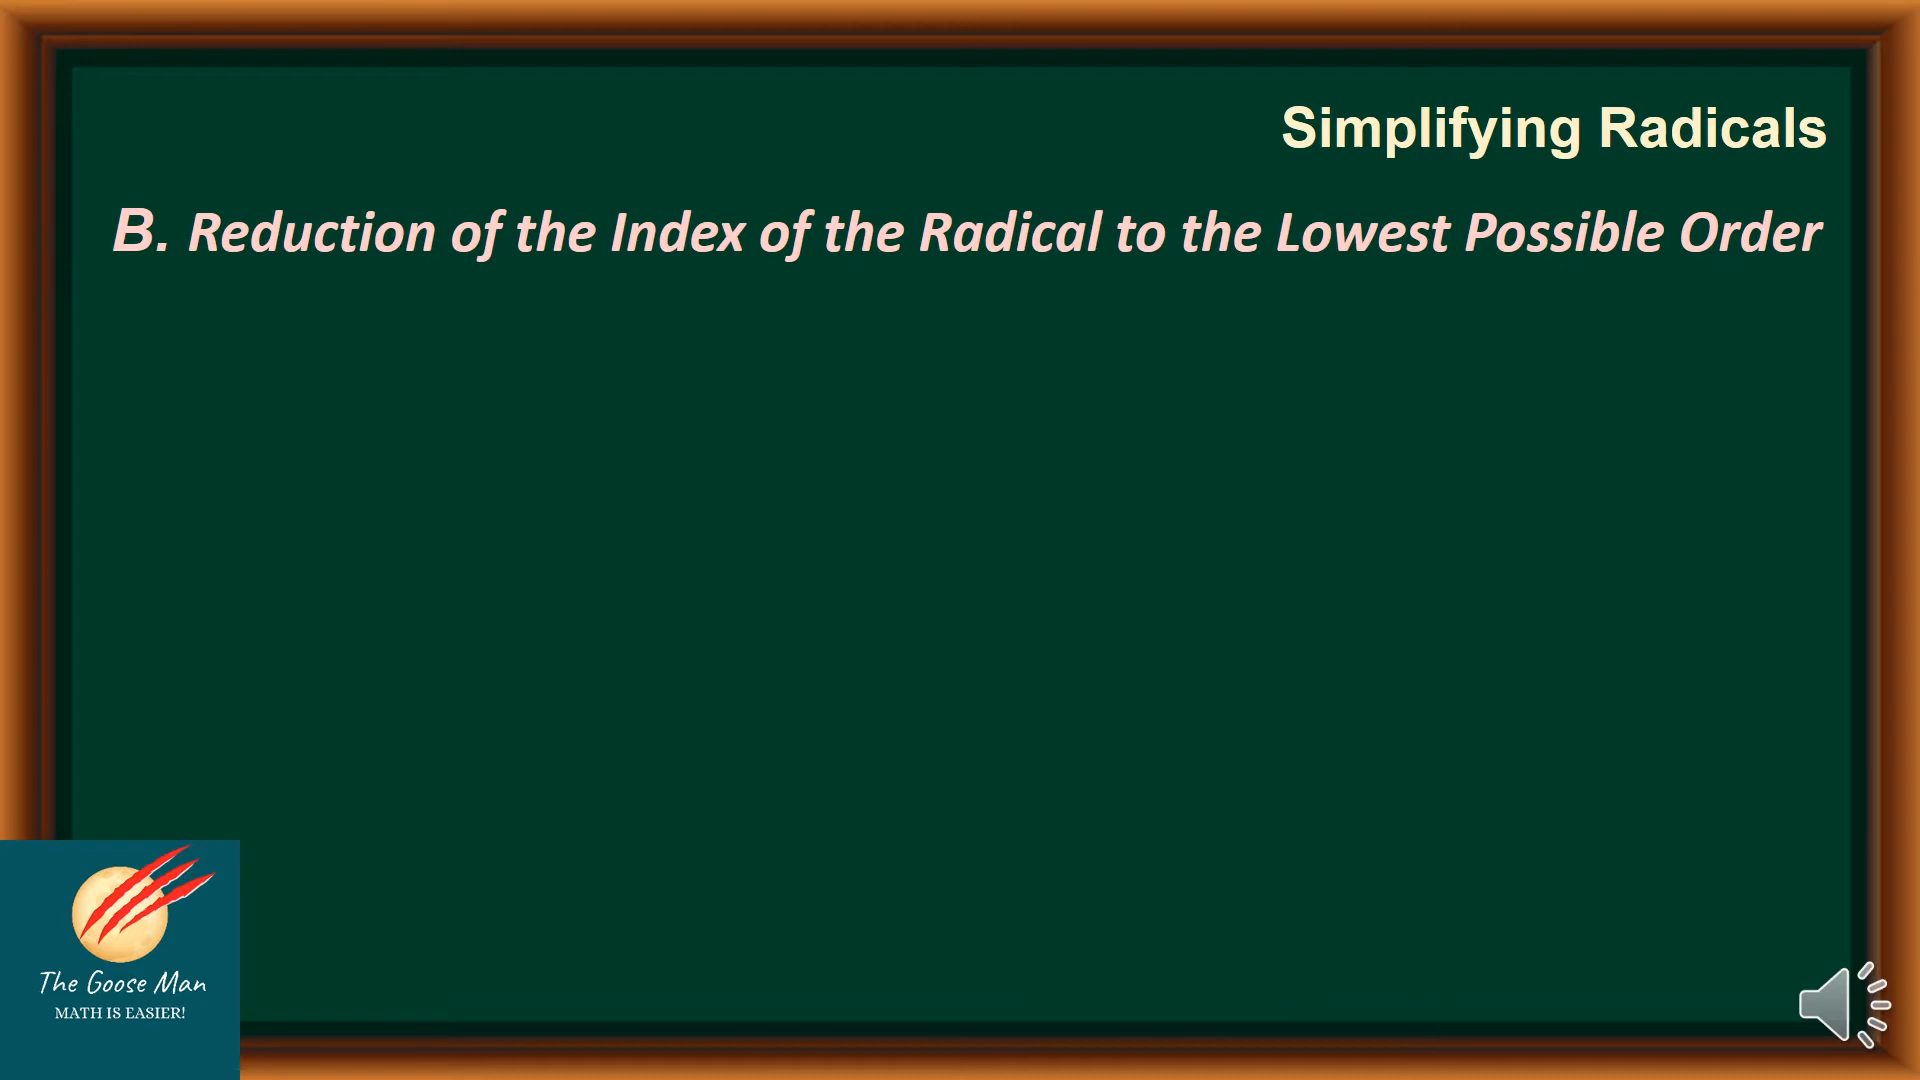 Simplifying Radicals
B. Reduction of the Index of the Radical to the Lowest Possible Order
The Goose Man
MATH IS EASIER!